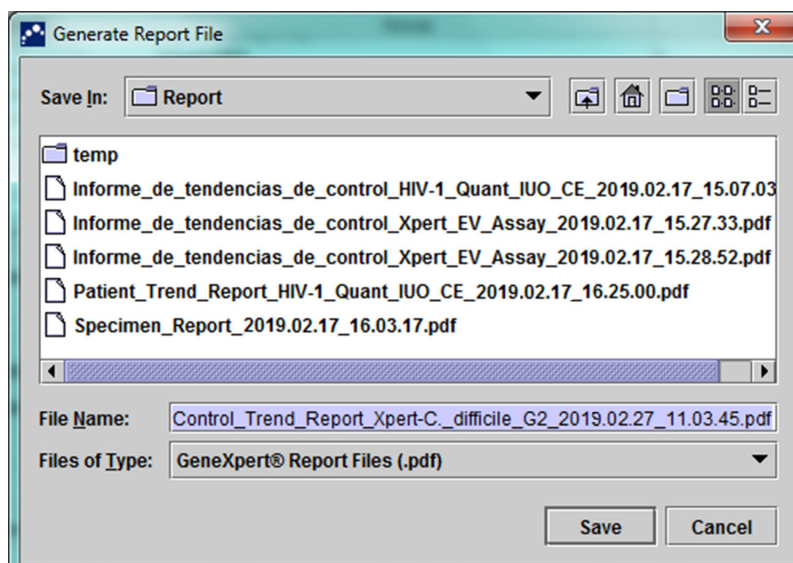 Generate Report File
Save In: Report
temp
Informe_de_tendencias_de_control_HIV-1_Quant_IUO_CE_2019.02.17_15.07.03
Informe_de_tendencias_de_control_Xpert_EV_Assay_2019.02.17_15.27.33.pdf
Informe_de_tendencias_de_control_Xpert_EV_Assay_2019.02.17_15.28.52.pdf
Patient_Trend_Report_HIV-1_Quant_IUO_CE_2019.02.17_16.25.00.pdf
Specimen_Report_2019.02.17_16.03.17.pdf
File Name: Control_Trend_Report_Xpert-C._difficile_G2_2019.02.27_11.03.45.pdf
Files of Type: GeneXpert® Report Files (.pdf)
Save Cancel